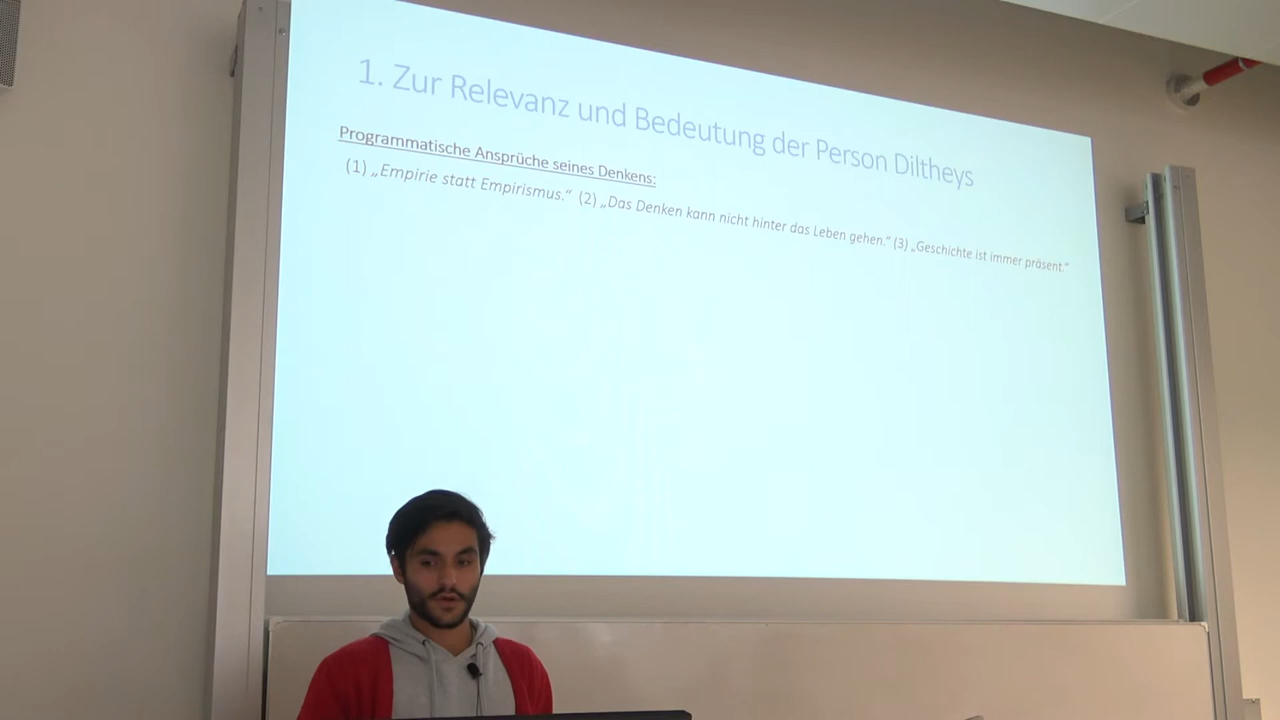 1. Zur Relevanz und Bedeutung der Person Diltheys
Programmatische Ansprüche seines Denkens:
(1) „Empirie statt Empirismus.“ (2) „Das Denken kann nicht hinter das Leben gehen.“ (3) „Geschichte ist immer präsent.“